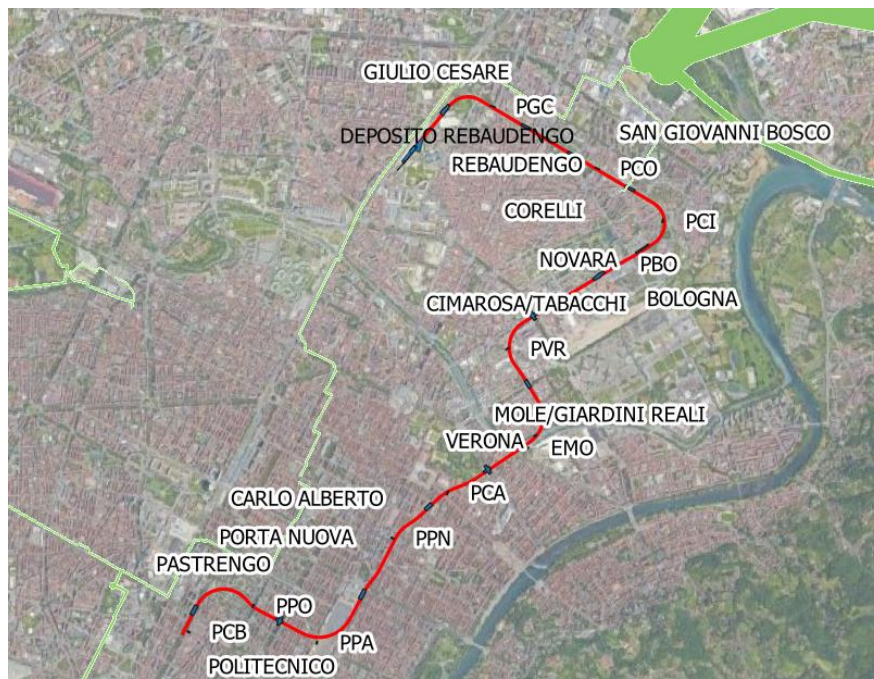 GIULIO CESARE
PGC
DEPOSITO REBAUDENGO
SAN GIOVANNI BOSCO
REBAUDENGO
PCO
CORELLI
PCI
NOVARA
PBO
CIMAROSA/TABACCHI
BOLOGNA
PVR
MOLE/GIARDINI REALI
VERONA
EMO
PCA
CARLO ALBERTO
PORTA NUOVA
PPN
PASTRENGO
PPO
PCB
PPA
POLITECNICO